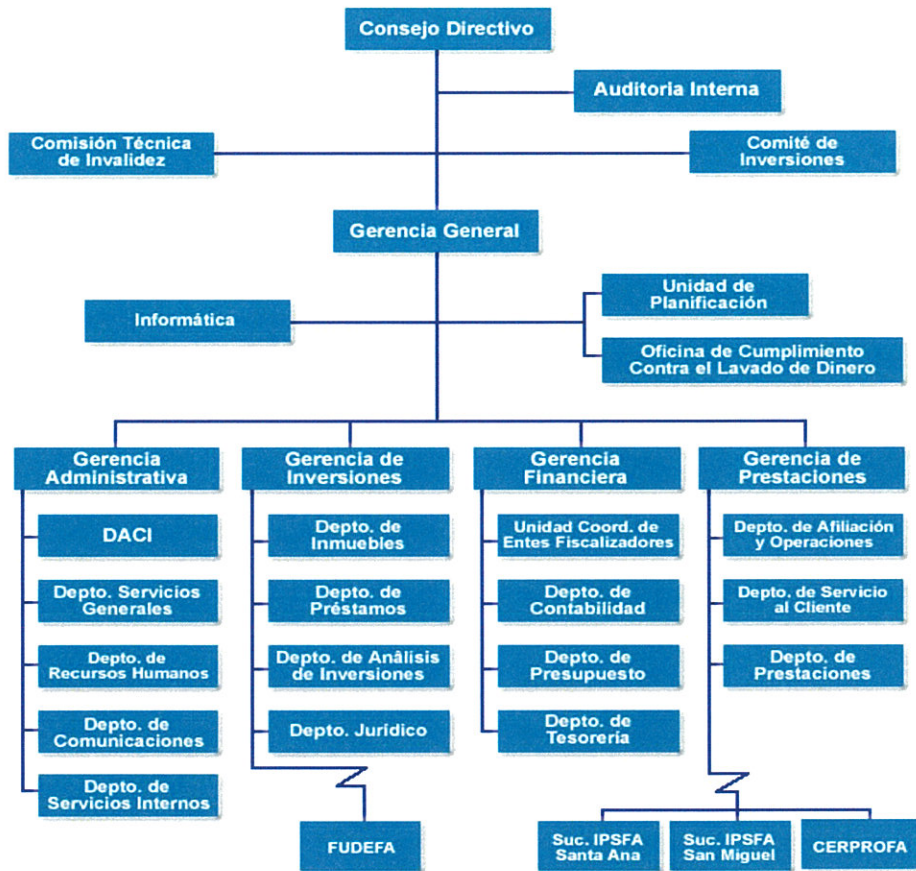 Consejo Directivo
Auditoria Interna
Comisión Técnica
de Invalidez
Comité de
Inversiones
Gerencia General
Informática
Unidad de
Planificación
Oficina de Cumplimiento
Contra el Lavado de Dinero
Gerencia
Administrativa
DACI
Depto. Servicios
Generales
Depto. de
Recursos Humanos
Depto. de
Comunicaciones
Depto. de
Servicios Internos
Gerencia de
Inversiones
Depto. de
Inmuebles
Depto. de
Préstamos
Depto. de Anâlisis
de Inversiones
Depto. Jurídico
FUDEFA
Gerencia
Financiera
Unidad Coord. de
Entes Fiscalizadores
Depto. de
Contabilidad
Depto. de
Presupuesto
Depto. de
Tesorería
Gerencia de
Prestaciones
Depto. de Afiliación
y Operaciones
Depto. de Servicio
al Cliente
Depto. de
Prestaciones
Suc. IPSFA
Santa Ana
Suc. IPSFA
San Miguel
CERPROFA